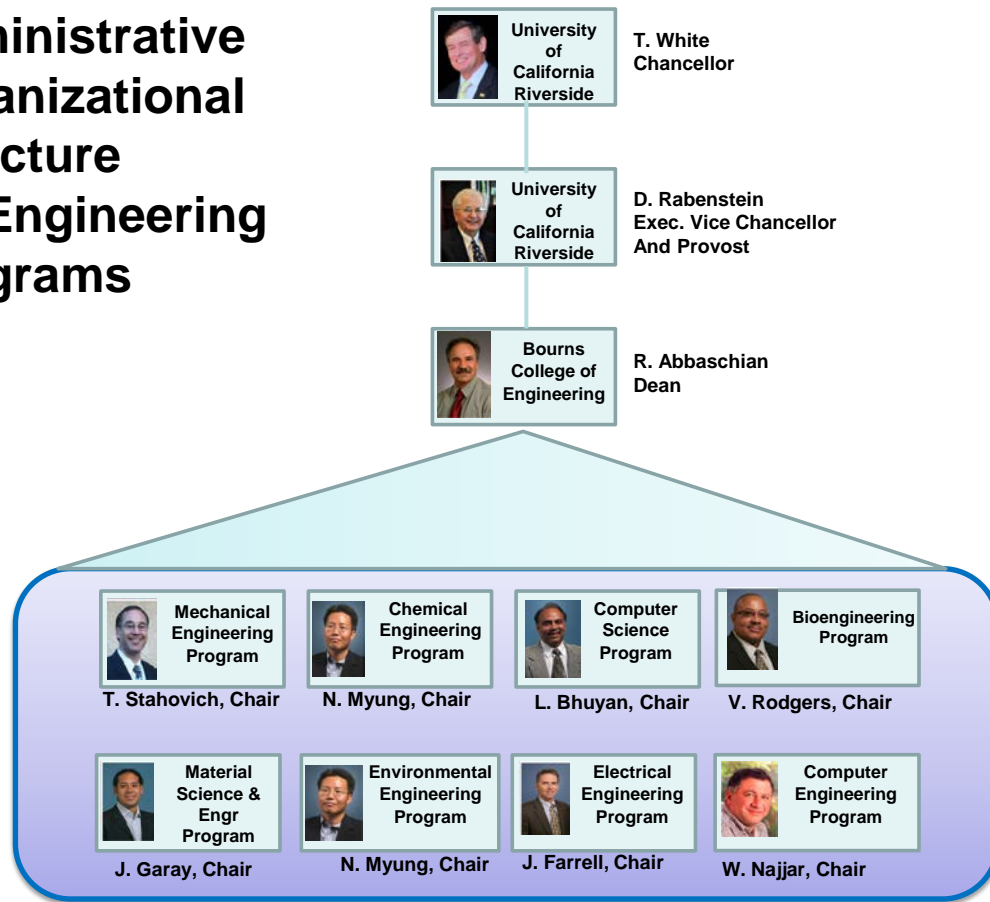 ministrative
anizational
cture
Engineering
grams
University
of
California
Riverside
T. White
Chancellor
University
of
California
Riverside
D. Rabenstein
Exec. Vice Chancellor
And Provost
Bourns
College of
Engineering
R. Abbaschian
Dean
Mechanical
Engineering
Program
T. Stahovich, Chair
Chemical
Engineering
Program
N. Myung, Chair
Computer
Science
Program
L. Bhuyan, Chair
Bioengineering
Program
V. Rodgers, Chair
Material
Science &
Engr
Program
J. Garay, Chair
Environmental
Engineering
Program
N. Myung, Chair
Electrical
Engineering
Program
J. Farrell, Chair
Computer
Engineering
Program
W. Najjar, Chair